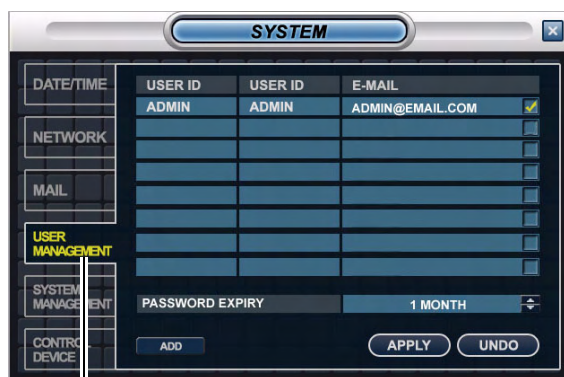 SYSTEM
DATE/TIME
NETWORK
MAIL
USER
MANAGEMENT
SYSTEM
MANAGEMENT
CONTROL
DEVICE
USER ID USER ID E-MAIL
ADMIN ADMIN ADMIN@EMAIL.COM
PASSWORD EXPIRY 1 MONTH
ADD APPLY UNDO